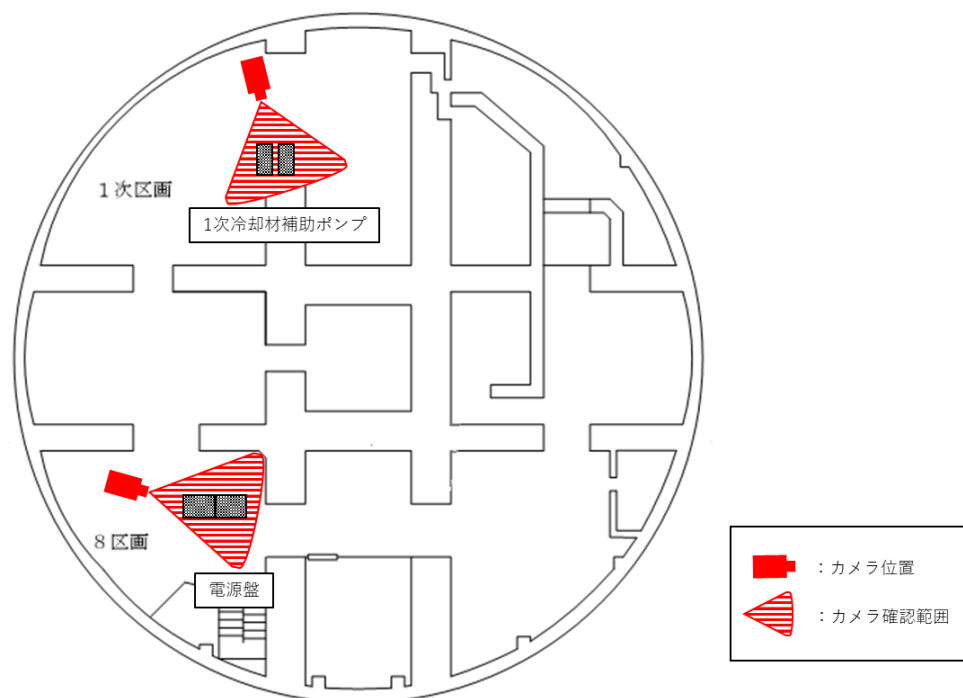 1次区画
1次冷却材補助ポンプ
8区画
電源盤
：カメラ位置
：カメラ確認範囲